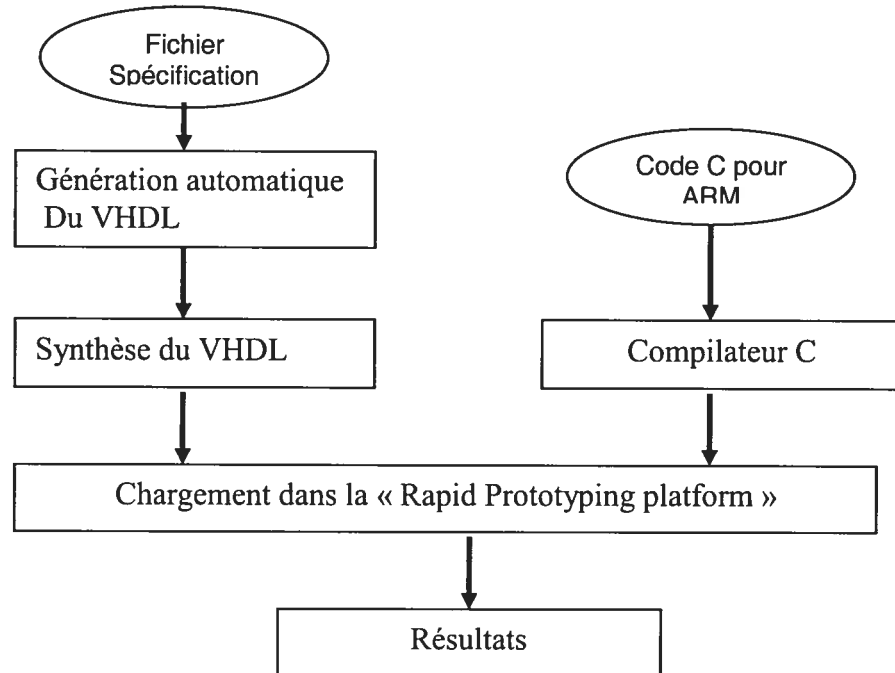 Fichier
Spécification
Génération automatique
Du VHDL
Synthèse du VHDL
Code C pour
ARM
Compilateur C
Chargement dans la « Rapid Prototyping platform »
Résultats